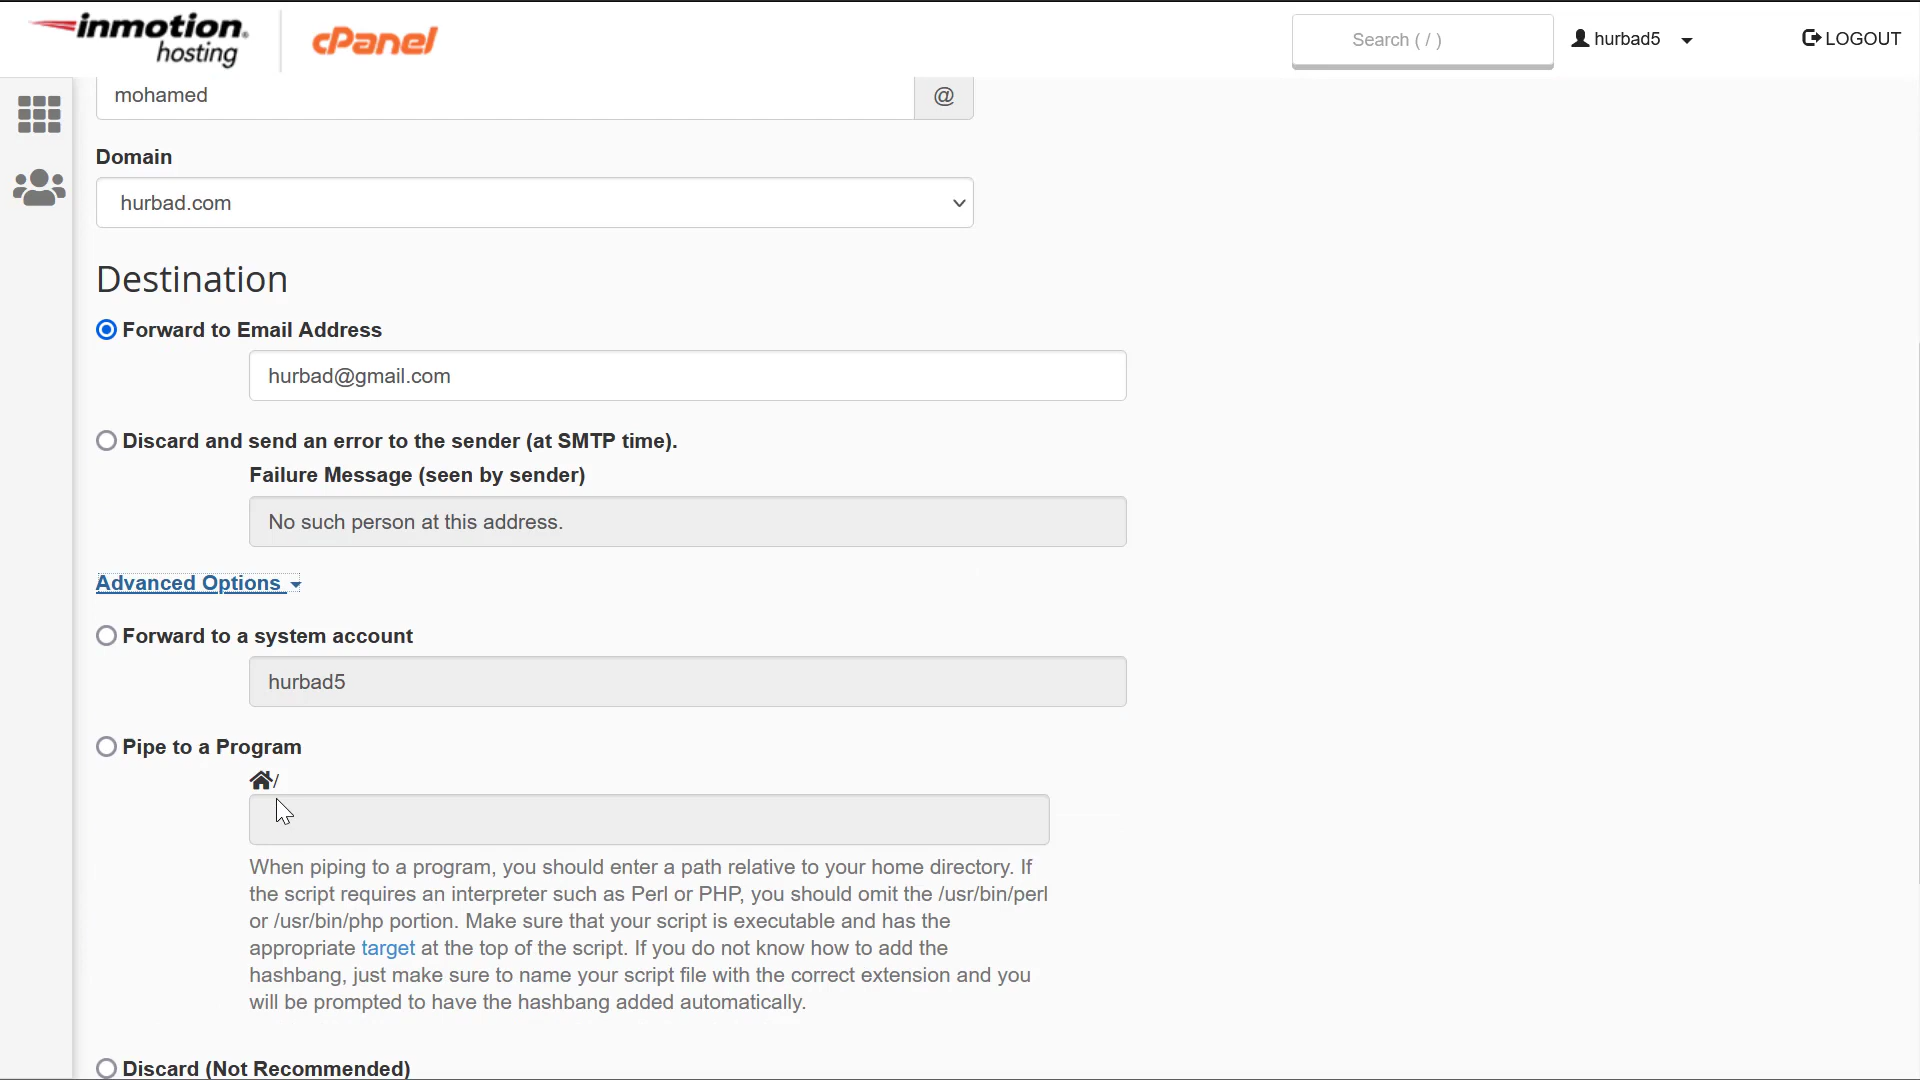 inmotion hosting
cPanel
Search ( / )
hurbad5
LOGOUT
mohamed
@
Domain
hurbad.com
Destination
Forward to Email Address
hurbad@gmail.com
Discard and send an error to the sender (at SMTP time).
Failure Message (seen by sender)
No such person at this address.
Advanced Options
Forward to a system account
hurbad5
Pipe to a Program
/
When piping to a program, you should enter a path relative to your home directory. If
the script requires an interpreter such as Perl or PHP, you should omit the /usr/bin/perl
or /usr/bin/php portion. Make sure that your script is executable and has the
appropriate target at the top of the script. If you do not know how to add the
hashbang, just make sure to name your script file with the correct extension and you
will be prompted to have the hashbang added automatically.
Discard (Not Recommended)